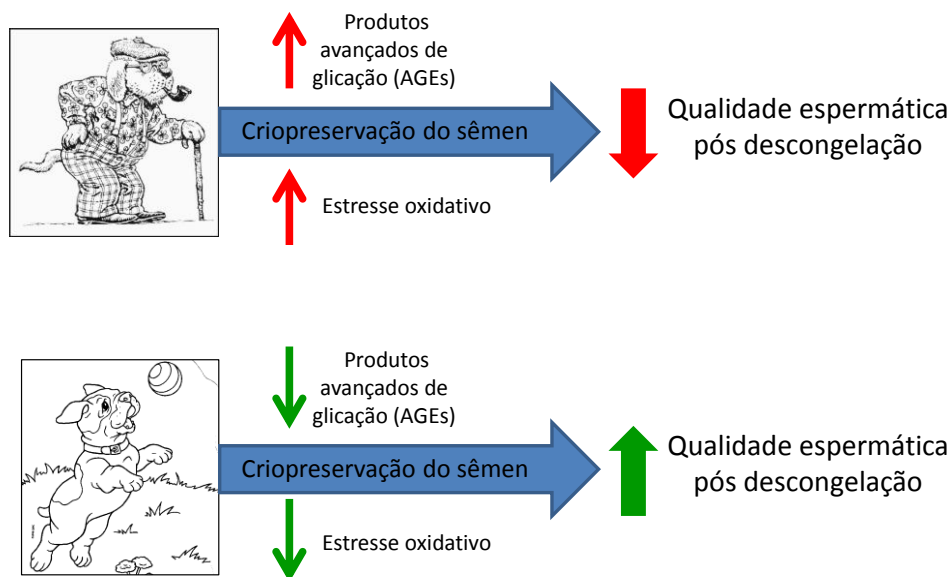 Produtos
avançados de
glicação (AGEs)
Criopreservação do sêmen
Qualidade espermática
pós descongelação
Estresse oxidativo
Produtos
avançados de
glicação (AGEs)
Criopreservação do sêmen
Qualidade espermática
pós descongelação
Estresse oxidativo